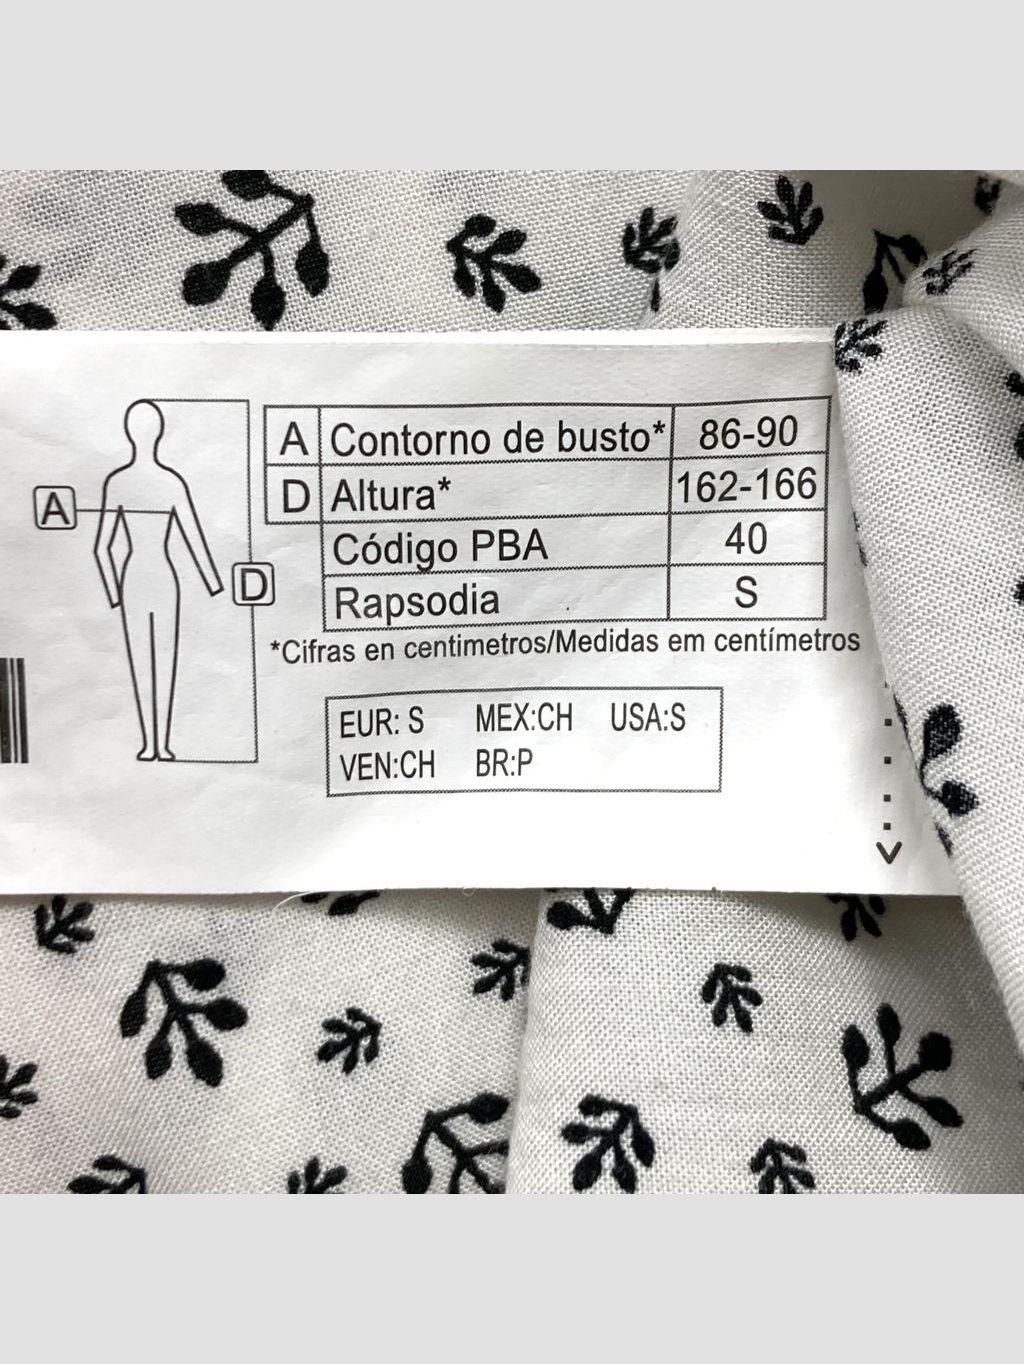 A Contorno de busto* 86-90
D Altura* 162-166
Código PBA 40
Rapsodia S
*Cifras en centimetros/Medidas em centímetros
A
D
EUR: S MEX:CH USA:S
VEN:CH BR:P